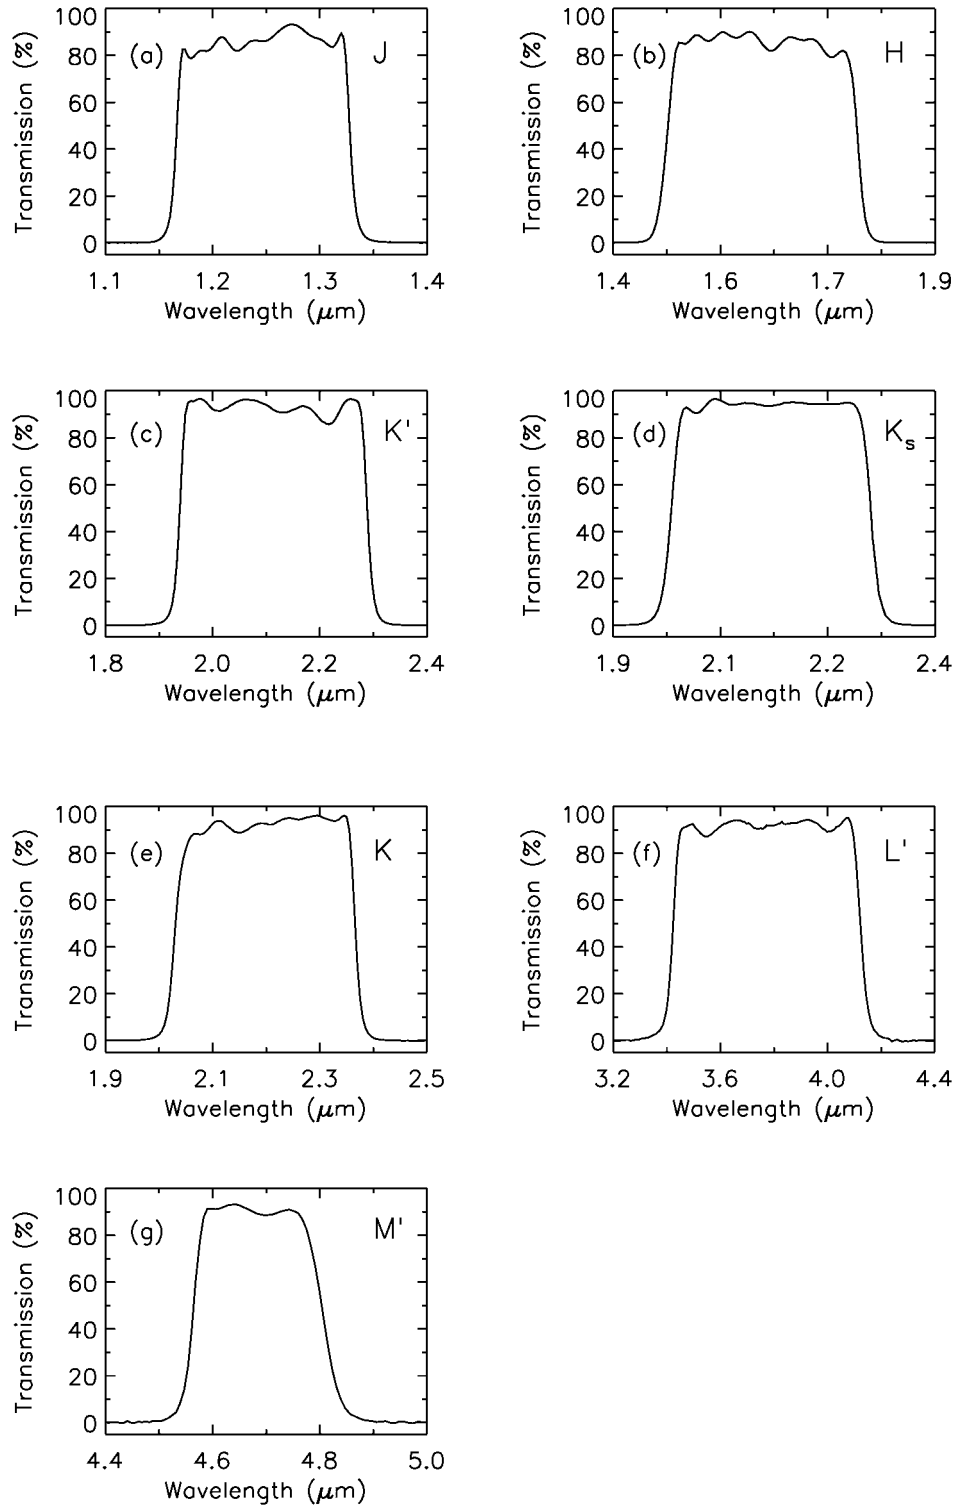 100
80
60
40
20
0
Transmission (%)
(a)
J
1.1 1.2 1.3 1.4
Wavelength (μm)
100
80
60
40
20
0
Transmission (%)
(b)
H
1.4 1.6 1.7 1.9
Wavelength (μm)
100
80
60
40
20
0
Transmission (%)
(c)
K'
1.8 2.0 2.2 2.4
Wavelength (μm)
100
80
60
40
20
0
Transmission (%)
(d)
Ks
1.9 2.1 2.2 2.4
Wavelength (μm)
100
80
60
40
20
0
Transmission (%)
(e)
K
1.9 2.1 2.3 2.5
Wavelength (μm)
100
80
60
40
20
0
Transmission (%)
(f)
L'
3.2 3.6 4.0 4.4
Wavelength (μm)
100
80
60
40
20
0
Transmission (%)
(g)
M'
4.4 4.6 4.8 5.0
Wavelength (μm)